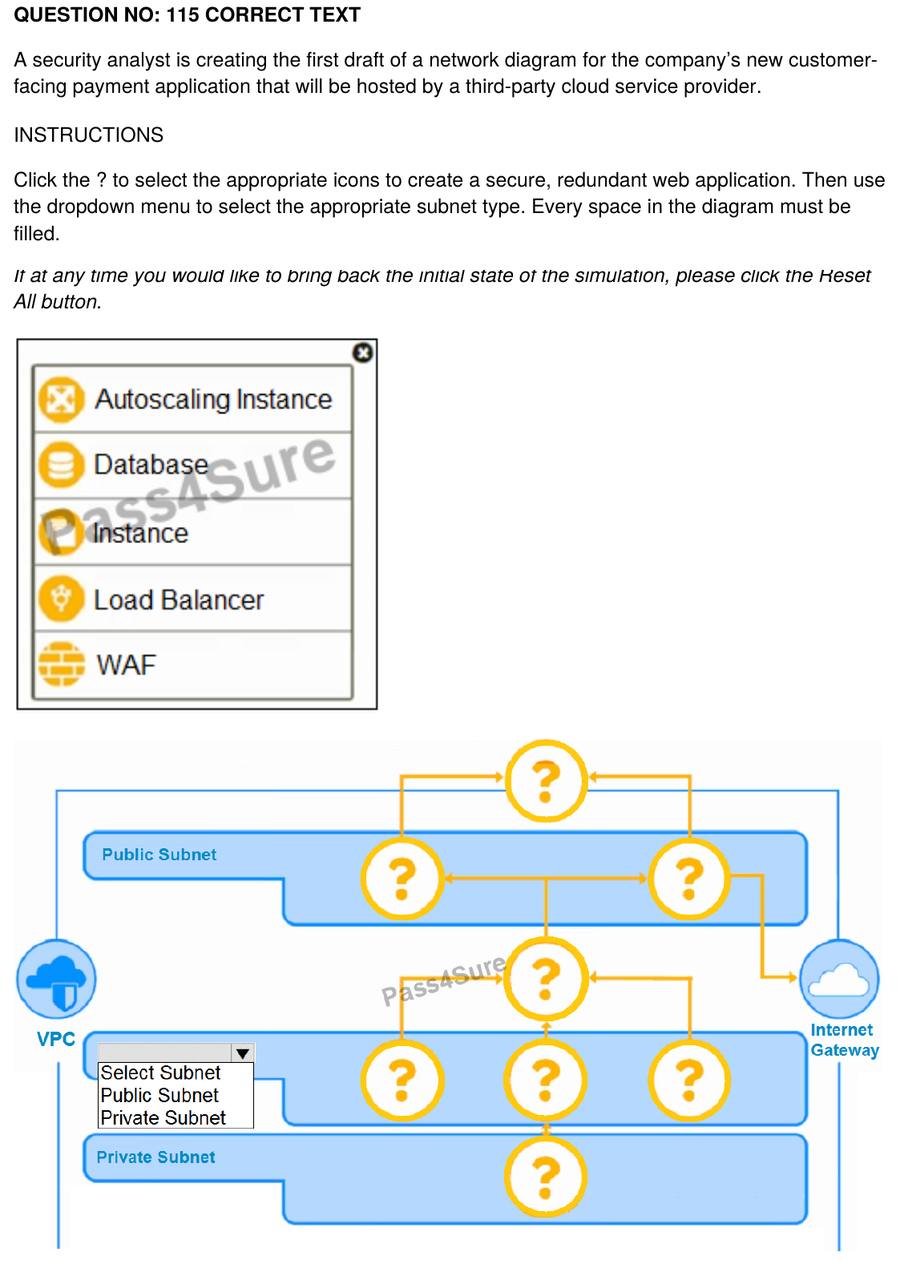 QUESTION NO: 115 CORRECT TEXT
A security analyst is creating the first draft of a network diagram for the company's new customer-
facing payment application that will be hosted by a third-party cloud service provider.
INSTRUCTIONS
Click the ? to select the appropriate icons to create a secure, redundant web application. Then use
the dropdown menu to select the appropriate subnet type. Every space in the diagram must be
filled.
If at any time you would like to bring back the initial state of the simulation, please click the Reset
All button.
Autoscaling Instance
Database
Pass4Sure
Instance
Load Balancer
WAF
?
Public Subnet
?
?
Pass4Sure
?
VPC
Internet
Gateway
Select Subnet
Public Subnet
Private Subnet
?
?
?
Private Subnet
?